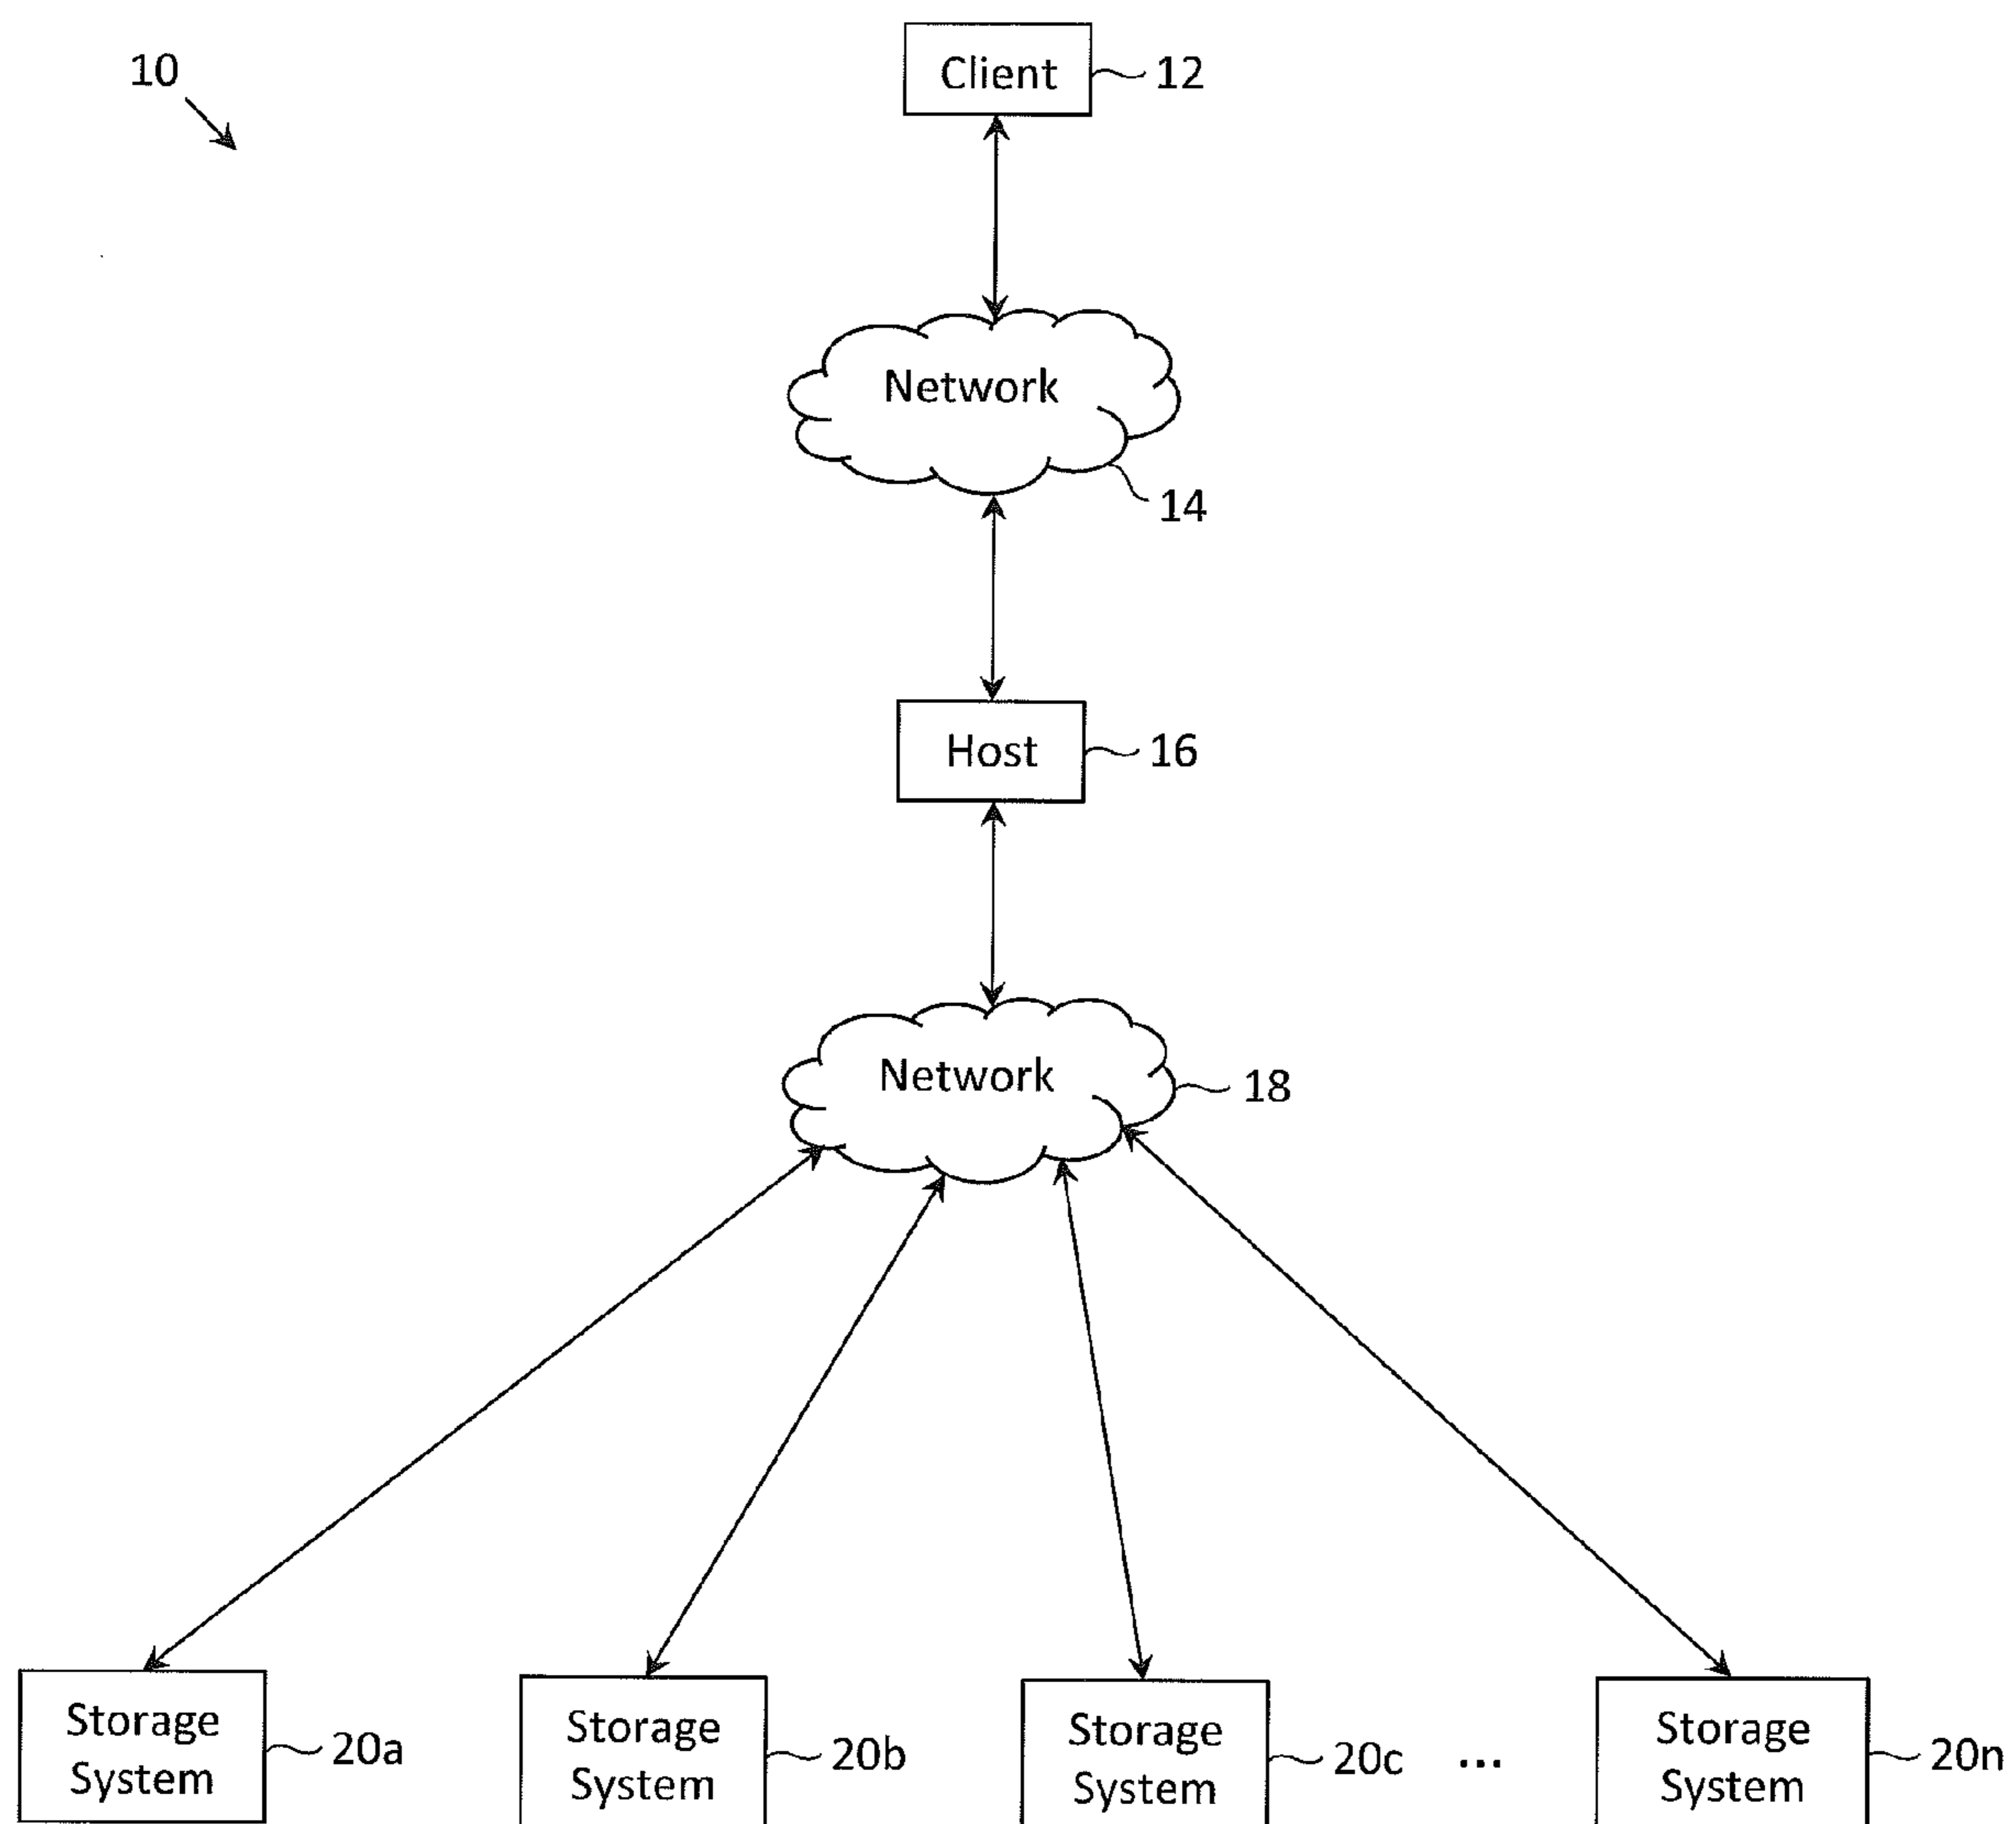 10
Client
12
Network
14
Host
16
Network
18
Storage
System
20a
Storage
System
20b
Storage
System
20c
...
Storage
System
20n